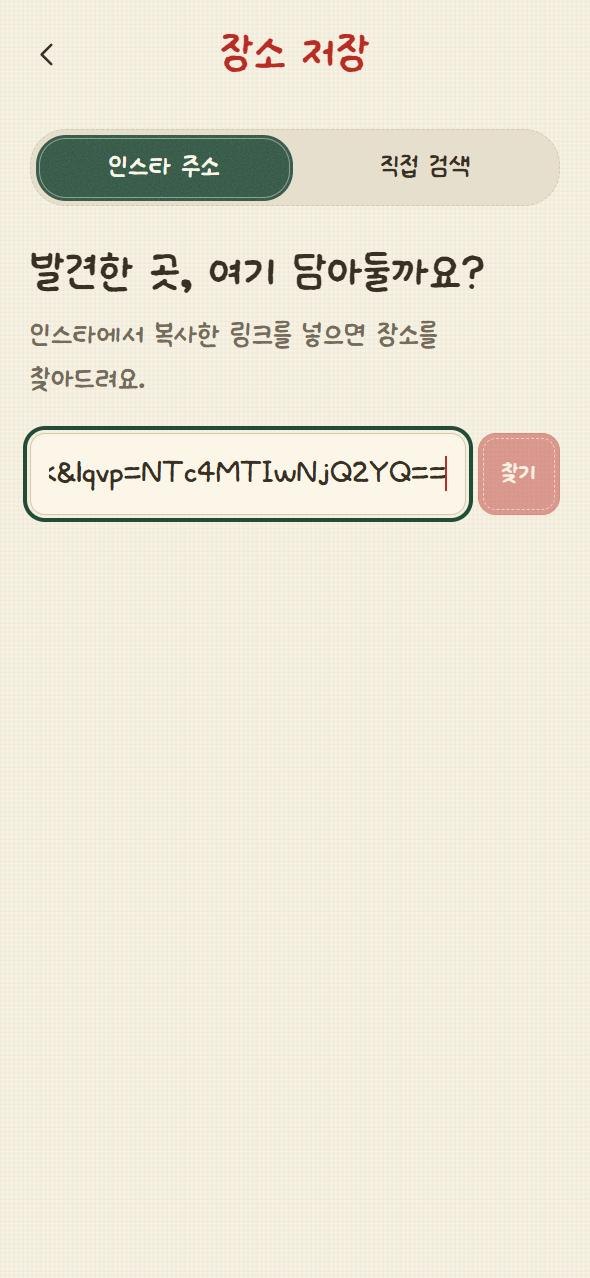 장소 저장
인스타 주소 직접 검색
발견한 곳, 여기 담아둘까요?
인스타에서 복사한 링크를 넣으면 장소를
찾아드려요.
&lqvp=NTc4MTIwNjQ2YQ==
찾기